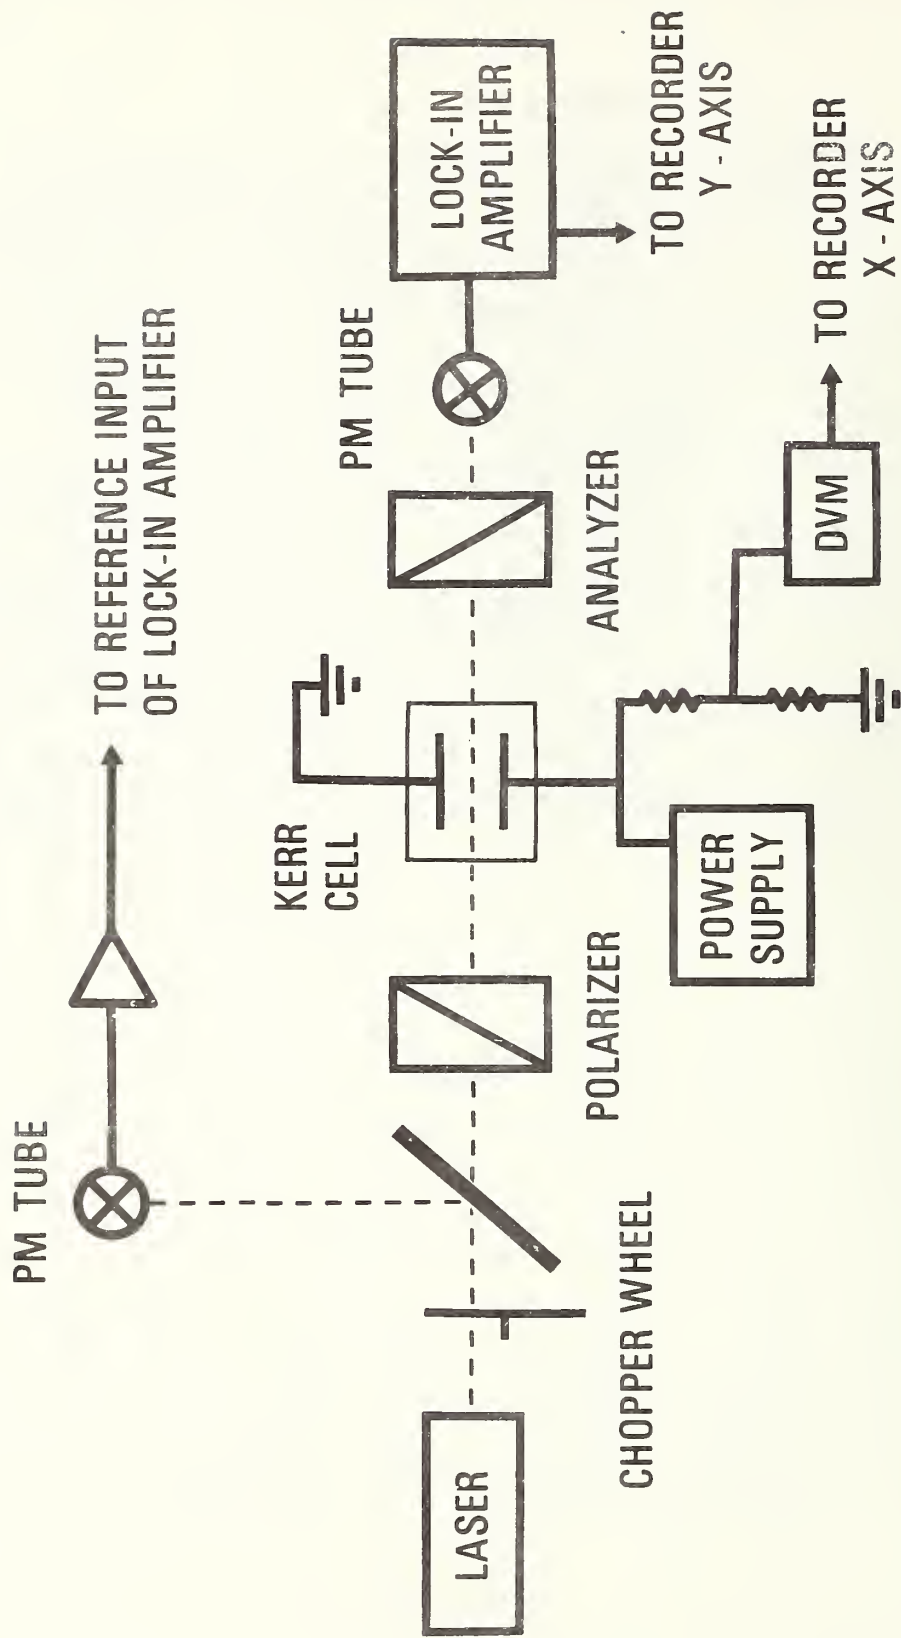 PM TUBE
TO REFERENCE INPUT
OF LOCK-IN AMPLIFIER
KERR
CELL
PM TUBE
LOCK-IN
AMPLIFIER
LASER
CHOPPER WHEEL
POLARIZER
ANALYZER
TO RECORDER
Y - AXIS
POWER
SUPPLY
DVM
TO RECORDER
X - AXIS